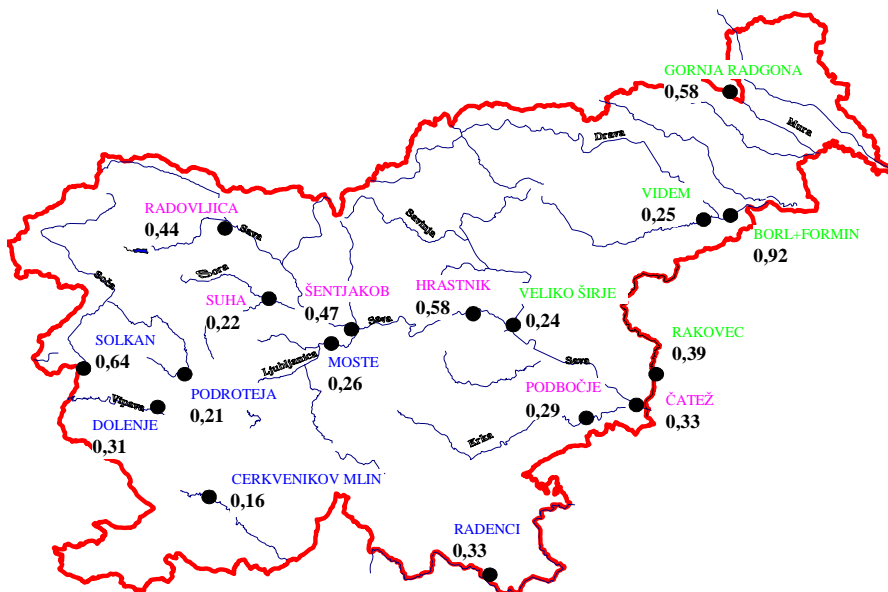 GORNJA RADGONA
0,58
Mura
Drava
VIDEM
0,25
BORL+FORMIN
0,92
RADOVLJICA
0,44
Sava
Savinja
Sora
Soča
SUHA
0,22
ŠENTJAKOB
0,47
Sava
HRASTNIK
0,58
VELIKO ŠIRJE
0,24
Sava
RAKOVEC
0,39
SOLKAN
0,64
Ljubljanica
MOSTE
0,26
PODROTEJA
0,21
Vipava
DOLENJE
0,31
PODBOČJE
0,29
ČATEŽ
0,33
Krka
CERKVENIKOV MLIN
0,16
RADENCI
0,33